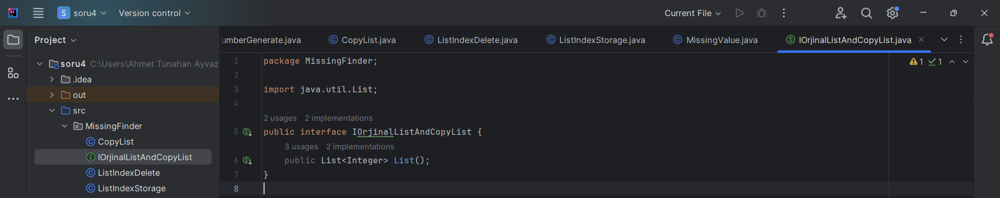 soru4 Version control Current File
Project
umberGenerate.java CopyList.java ListIndexDelete.java ListIndexStorage.java MissingValue.java IOrjinalListAndCopyList.java
soru4 C:\Users\Ahmet Tunahan Ayvaz
.idea
out
src
MissingFinder
CopyList
IOrjinalListAndCopyList
ListIndexDelete
ListIndexStorage
1 package MissingFinder;
2
3 import java.util.List;
4
2 usages 2 implementations
5 public interface IOrjinalListAndCopyList {
3 usages 2 implementations
6 public List<Integer> List();
7 }
8
1 1